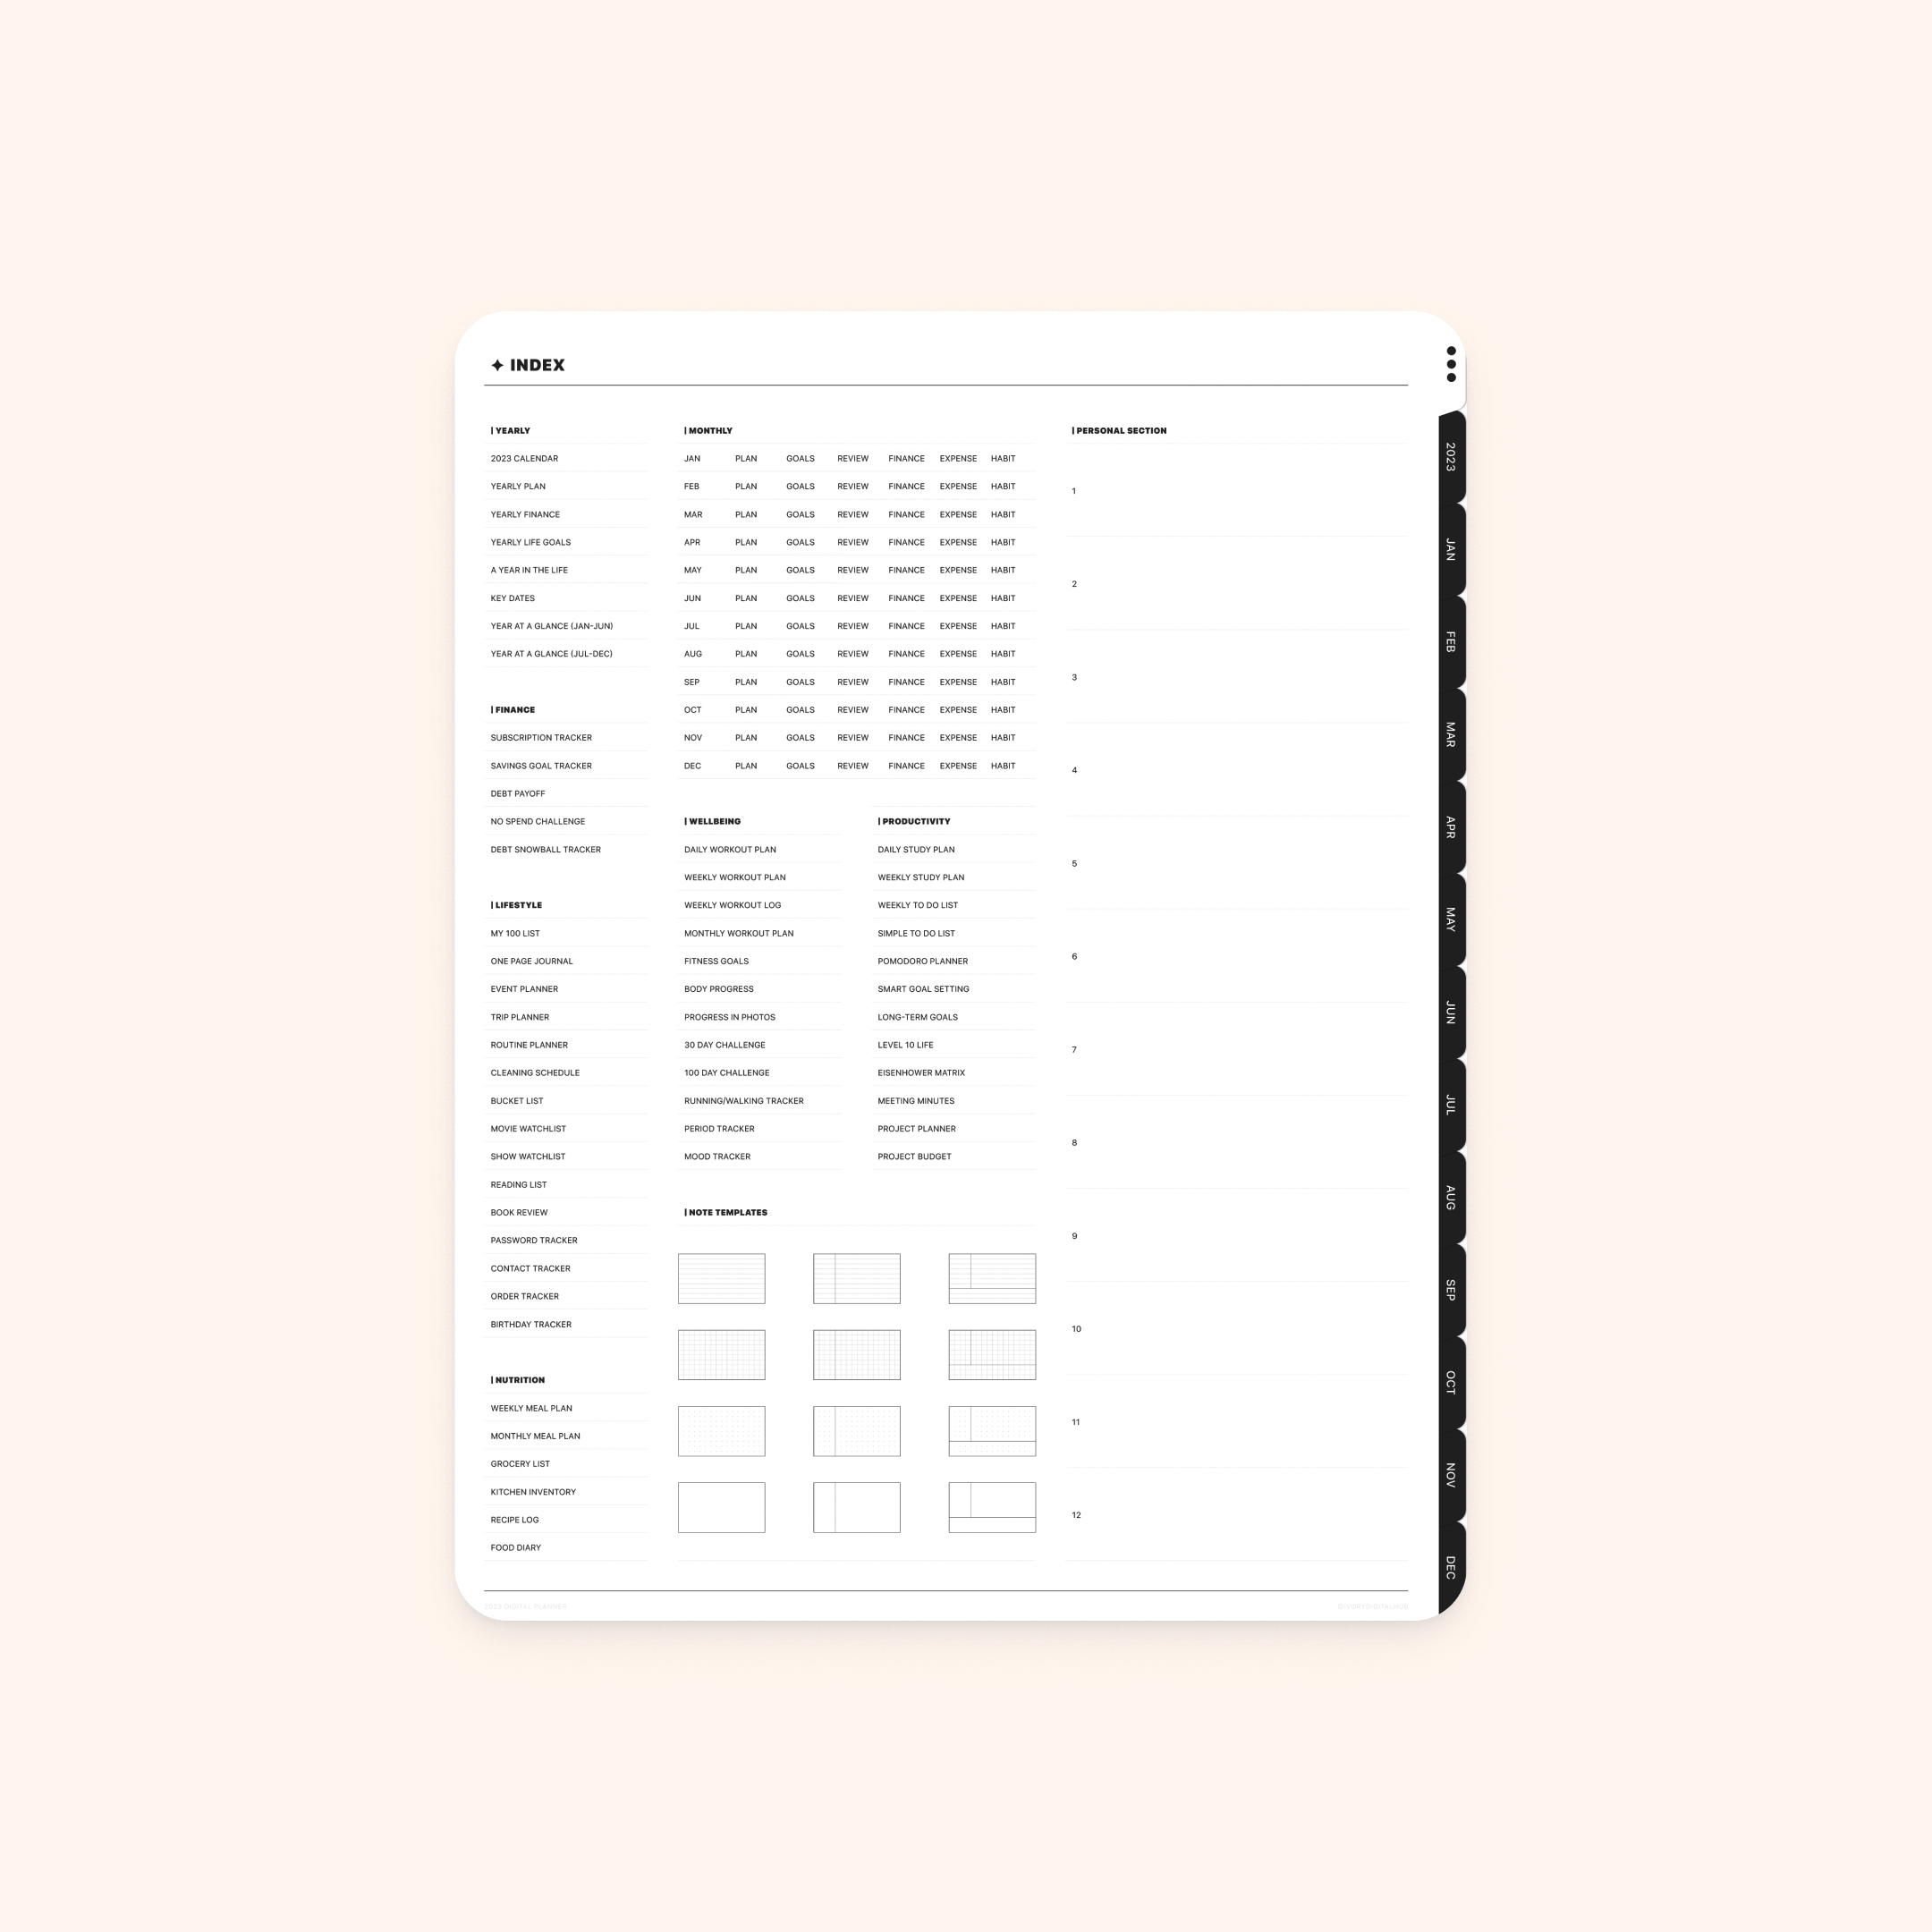 INDEX
| YEARLY
2023 CALENDAR
YEARLY PLAN
YEARLY FINANCE
YEARLY LIFE GOALS
A YEAR IN THE LIFE
KEY DATES
YEAR AT A GLANCE (JAN-JUN)
YEAR AT A GLANCE (JUL-DEC)
| FINANCE
SUBSCRIPTION TRACKER
SAVINGS GOAL TRACKER
DEBT PAYOFF
NO SPEND CHALLENGE
DEBT SNOWBALL TRACKER
| LIFESTYLE
MY 100 LIST
ONE PAGE JOURNAL
EVENT PLANNER
TRIP PLANNER
ROUTINE PLANNER
CLEANING SCHEDULE
BUCKET LIST
MOVIE WATCHLIST
SHOW WATCHLIST
READING LIST
BOOK REVIEW
PASSWORD TRACKER
CONTACT TRACKER
ORDER TRACKER
BIRTHDAY TRACKER
| NUTRITION
WEEKLY MEAL PLAN
MONTHLY MEAL PLAN
GROCERY LIST
KITCHEN INVENTORY
RECIPE LOG
FOOD DIARY
| MONTHLY
JAN PLAN GOALS REVIEW FINANCE EXPENSE HABIT
FEB PLAN GOALS REVIEW FINANCE EXPENSE HABIT
MAR PLAN GOALS REVIEW FINANCE EXPENSE HABIT
APR PLAN GOALS REVIEW FINANCE EXPENSE HABIT
MAY PLAN GOALS REVIEW FINANCE EXPENSE HABIT
JUN PLAN GOALS REVIEW FINANCE EXPENSE HABIT
JUL PLAN GOALS REVIEW FINANCE EXPENSE HABIT
AUG PLAN GOALS REVIEW FINANCE EXPENSE HABIT
SEP PLAN GOALS REVIEW FINANCE EXPENSE HABIT
OCT PLAN GOALS REVIEW FINANCE EXPENSE HABIT
NOV PLAN GOALS REVIEW FINANCE EXPENSE HABIT
DEC PLAN GOALS REVIEW FINANCE EXPENSE HABIT
| WELLBEING
DAILY WORKOUT PLAN
WEEKLY WORKOUT PLAN
WEEKLY WORKOUT LOG
MONTHLY WORKOUT PLAN
FITNESS GOALS
BODY PROGRESS
PROGRESS IN PHOTOS
30 DAY CHALLENGE
100 DAY CHALLENGE
RUNNING/WALKING TRACKER
PERIOD TRACKER
MOOD TRACKER
| PRODUCTIVITY
DAILY STUDY PLAN
WEEKLY STUDY PLAN
WEEKLY TO DO LIST
SIMPLE TO DO LIST
POMODORO PLANNER
SMART GOAL SETTING
LONG-TERM GOALS
LEVEL 10 LIFE
EISENHOWER MATRIX
MEETING MINUTES
PROJECT PLANNER
PROJECT BUDGET
| NOTE TEMPLATES
| PERSONAL SECTION
1
2
3
4
5
6
7
8
9
10
11
12
2023
JAN
FEB
MAR
APR
MAY
JUN
JUL
AUG
SEP
OCT
NOV
DEC
2023 DIGITAL PLANNER
©IVORYDIGITALHUB